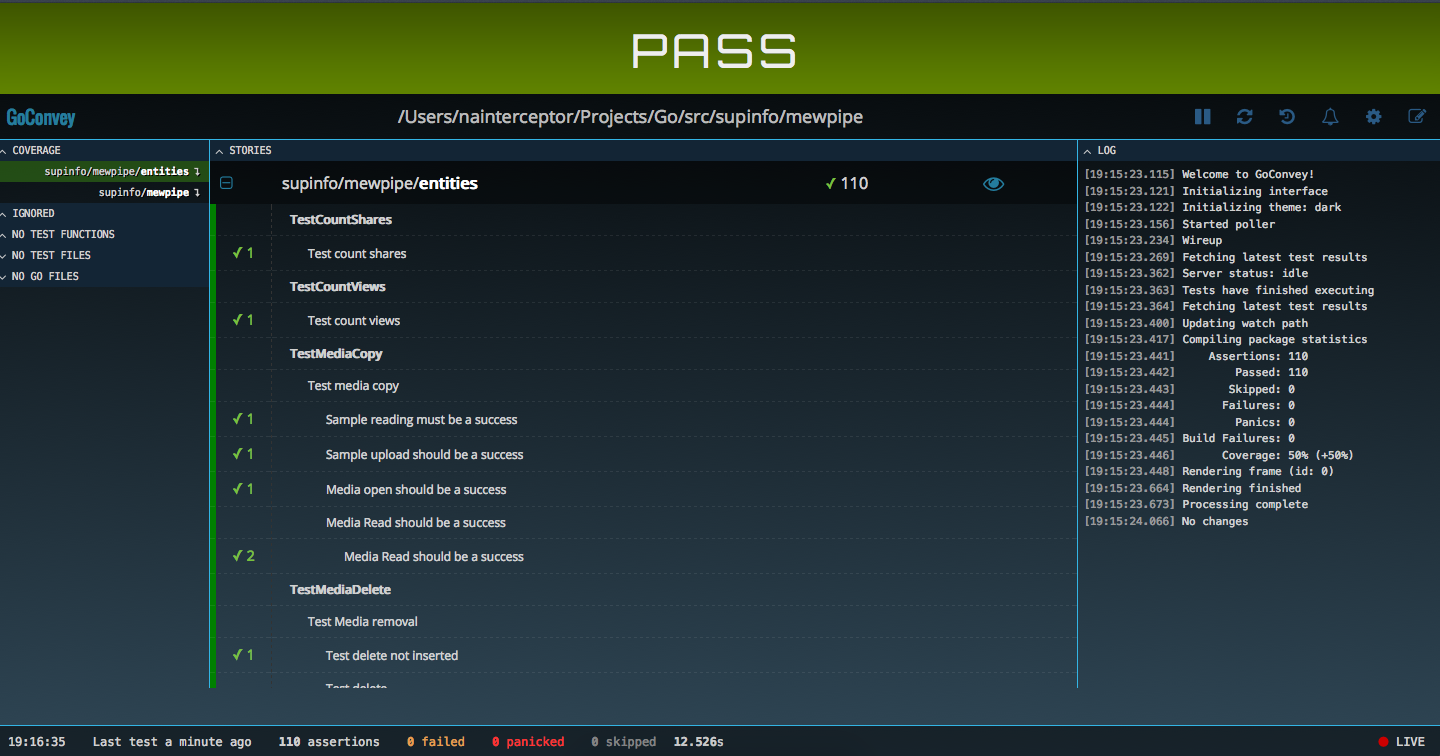 PASS
GoConvey
/Users/nainterceptor/Projects/Go/src/supinfo/mewpipe
COVERAGE
supinfo/mewpipe/entities
supinfo/mewpipe
IGNORED
NO TEST FUNCTIONS
NO TEST FILES
NO GO FILES
STORIES
supinfo/mewpipe/entities ✓ 110
TestCountShares
✓ 1 Test count shares
TestCountViews
✓ 1 Test count views
TestMediaCopy
Test media copy
✓ 1 Sample reading must be a success
✓ 1 Sample upload should be a success
✓ 1 Media open should be a success
Media Read should be a success
✓ 2 Media Read should be a success
TestMediaDelete
Test Media removal
✓ 1 Test delete not inserted
Test delete
LOG
[19:15:23.115] Welcome to GoConvey!
[19:15:23.121] Initializing interface
[19:15:23.122] Initializing theme: dark
[19:15:23.156] Started poller
[19:15:23.234] Wireup
[19:15:23.269] Fetching latest test results
[19:15:23.362] Server status: idle
[19:15:23.363] Tests have finished executing
[19:15:23.364] Fetching latest test results
[19:15:23.400] Updating watch path
[19:15:23.417] Compiling package statistics
[19:15:23.441] Assertions: 110
[19:15:23.442] Passed: 110
[19:15:23.443] Skipped: 0
[19:15:23.444] Failures: 0
[19:15:23.444] Panics: 0
[19:15:23.445] Build Failures: 0
[19:15:23.446] Coverage: 50% (+50%)
[19:15:23.448] Rendering frame (id: 0)
[19:15:23.664] Rendering finished
[19:15:23.673] Processing complete
[19:15:24.066] No changes
19:16:35 Last test a minute ago 110 assertions 0 failed 0 panicked 0 skipped 12.526s LIVE